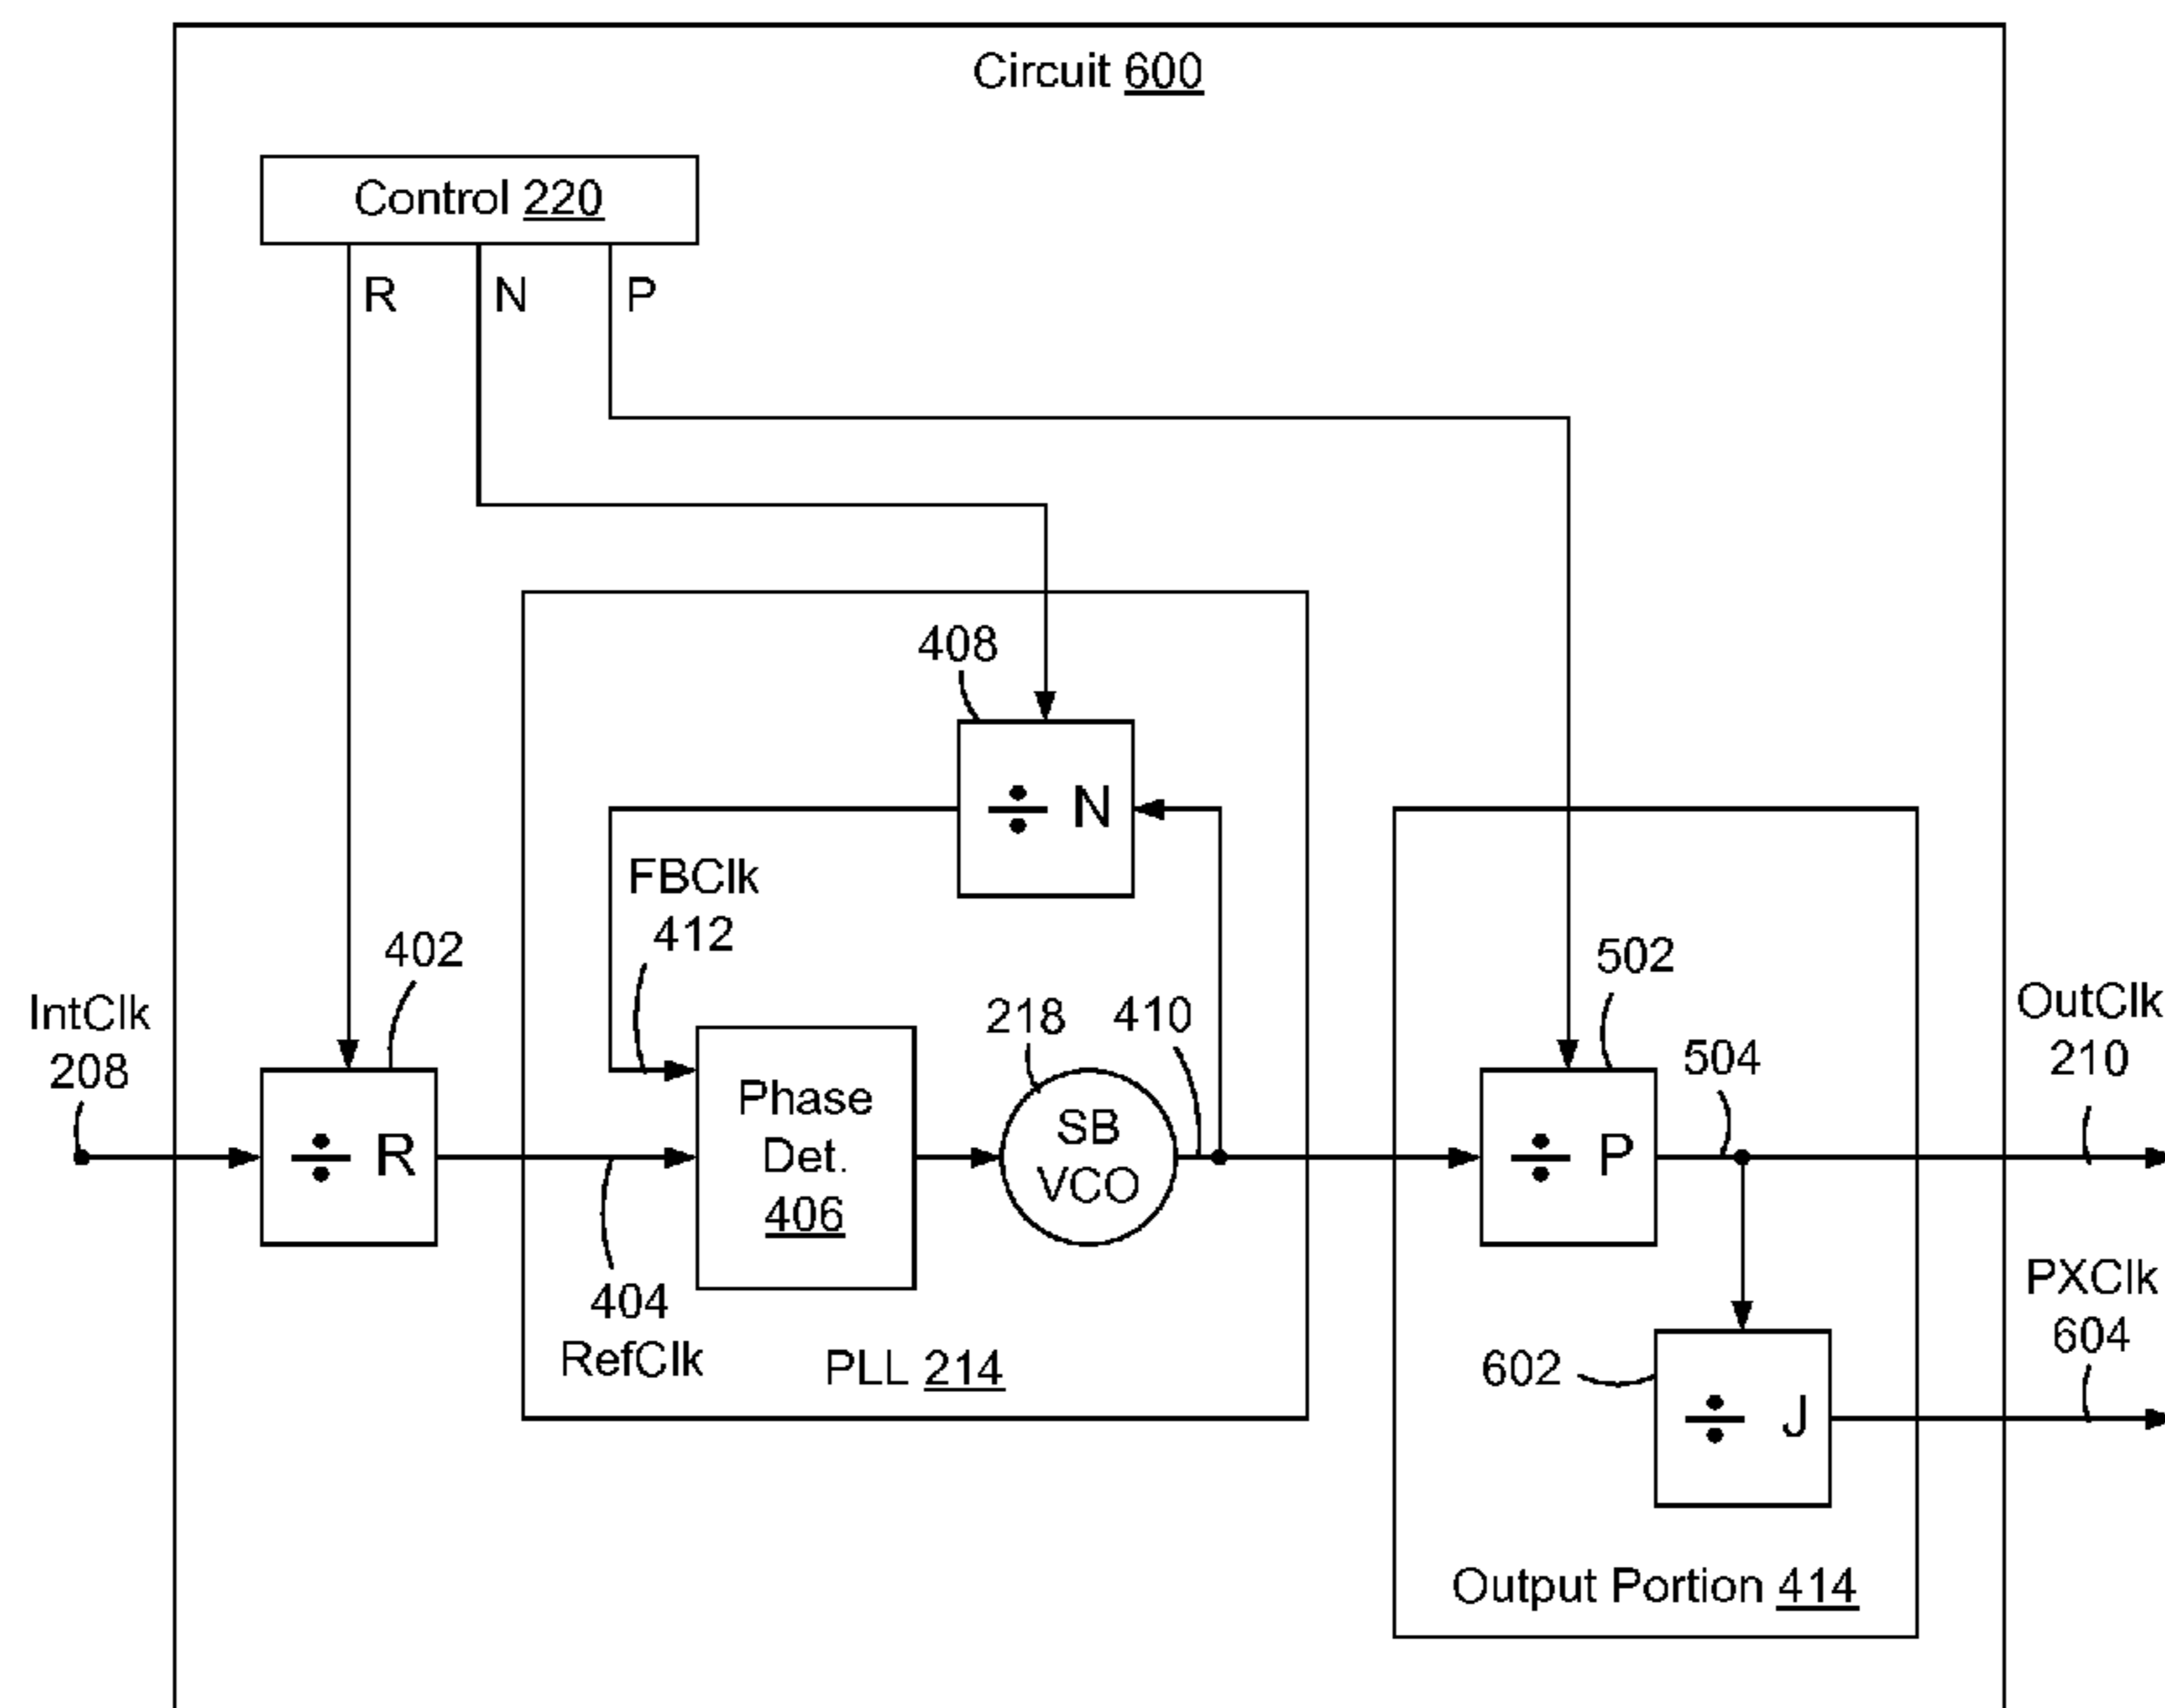 Circuit 600
Control 220
R
N
P
408
FBClk
412
402
502
IntClk
208
218
410
504
OutClk
210
÷ N
÷ R
Phase
Det.
406
SB
VCO
÷ P
404
RefClk
PLL 214
602
÷ J
PXClk
604
Output Portion 414